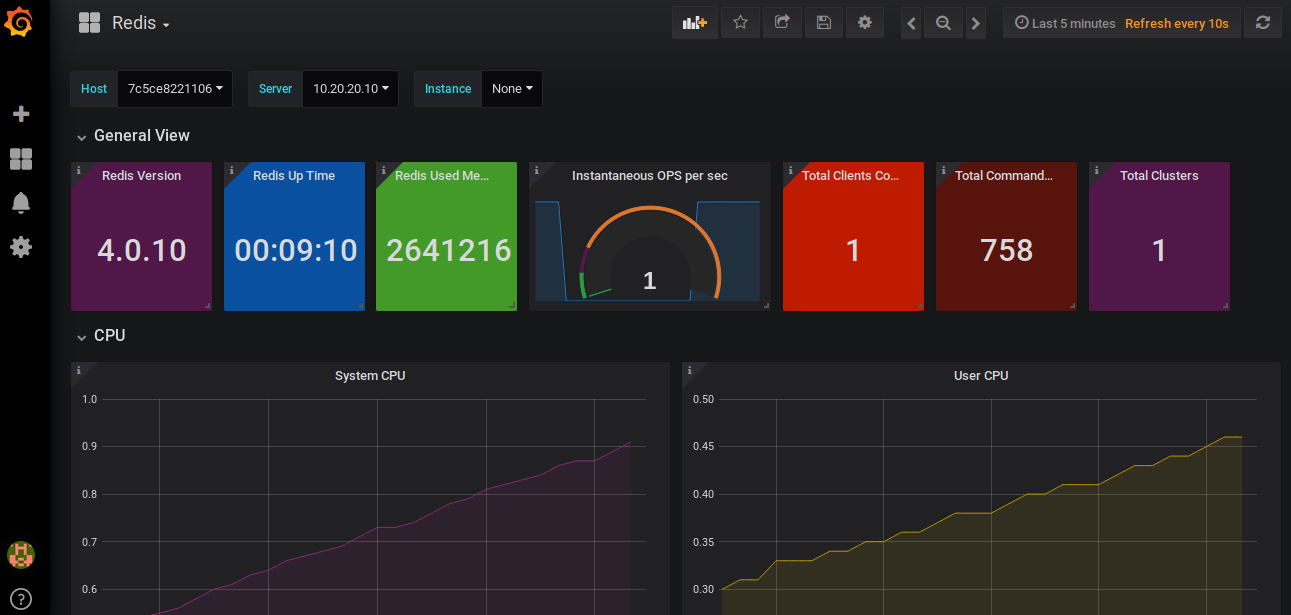 Redis
Last 5 minutes Refresh every 10s
Host 7c5ce8221106 Server 10.20.20.10 Instance None
General View
Redis Version
4.0.10
Redis Up Time
00:09:10
Redis Used Me...
2641216
Instantaneous OPS per sec
1
Total Clients Co...
1
Total Command...
758
Total Clusters
1
CPU
System CPU
1.0
0.9
0.8
0.7
0.6
User CPU
0.50
0.45
0.40
0.35
0.30